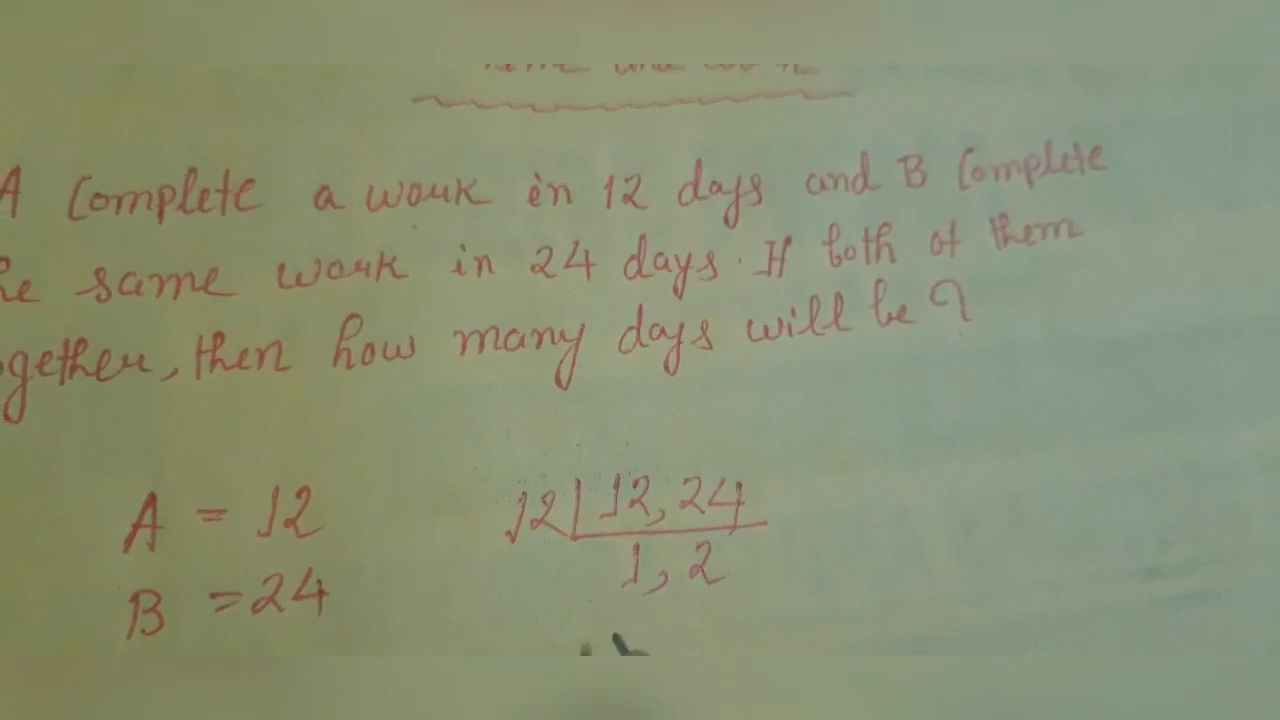 A Complete a work in 12 days and B Complete
same work in 24 days. If both of them
then how many days will be?
A = 12
12 | 12, 24
1, 2
B = 24